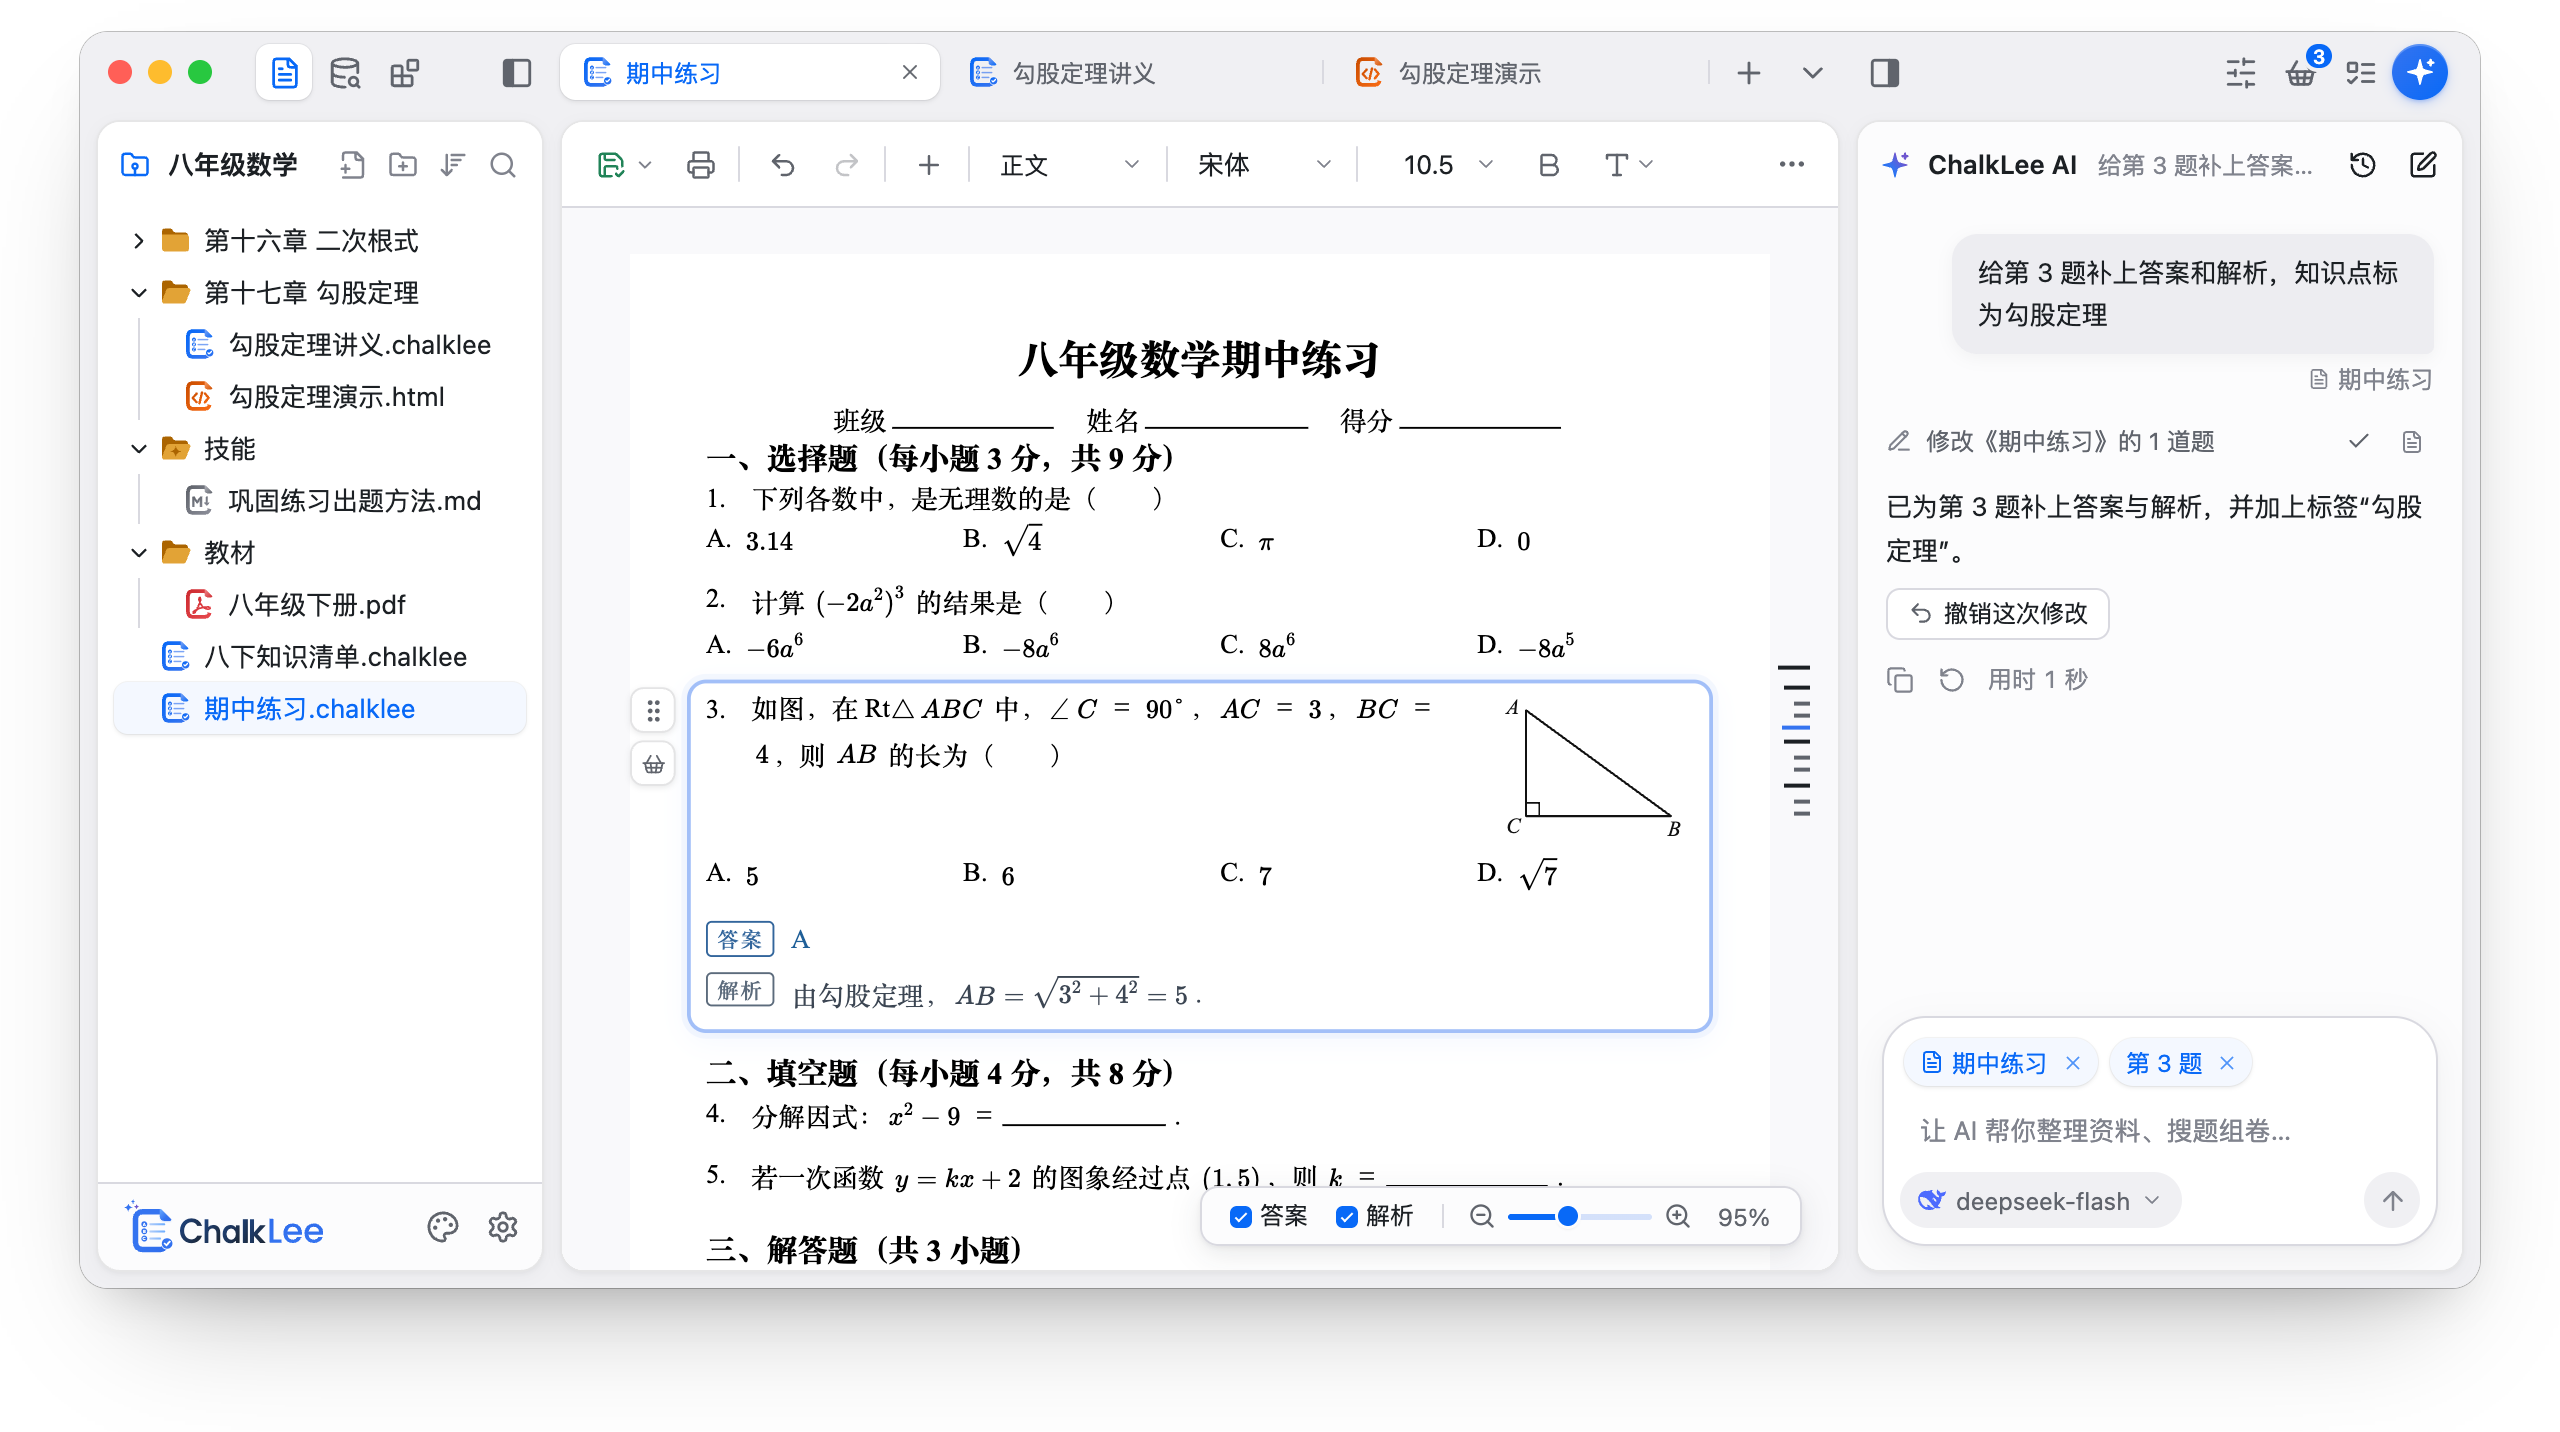 期中练习
勾股定理讲义
勾股定理演示
3
八年级数学
第十六章 二次根式
第十七章 勾股定理
勾股定理讲义.chalklee
勾股定理演示.html
技能
巩固练习出题方法.md
教材
八年级下册.pdf
八下知识清单.chalklee
期中练习.chalklee
ChalkLee
正文
宋体
10.5
B
T
八年级数学期中练习
班级 姓名 得分
一、选择题（每小题 3 分，共 9 分）
1. 下列各数中，是无理数的是（ ）
A. 3.14 B. √4 C. π D. 0
2. 计算 (−2a²)³ 的结果是（ ）
A. −6a⁶ B. −8a⁶ C. 8a⁶ D. −8a⁵
3. 如图，在 Rt△ABC 中，∠C = 90°，AC = 3，BC =
4，则 AB 的长为（ ）
A
C
B
A. 5 B. 6 C. 7 D. √7
答案 A
解析 由勾股定理，AB = √(3² + 4²) = 5 .
二、填空题（每小题 4 分，共 8 分）
4. 分解因式：x² − 9 = ________ .
5. 若一次函数 y = kx + 2 的图象经过点 (1, 5)，则 k = ________ .
三、解答题（共 3 小题）
答案 解析 95%
ChalkLee AI 给第 3 题补上答案...
给第 3 题补上答案和解析，知识点标
为勾股定理
期中练习
修改《期中练习》的 1 道题
已为第 3 题补上答案与解析，并加上标签“勾股
定理”。
撤销这次修改
用时 1 秒
期中练习 × 第 3 题 ×
让 AI 帮你整理资料、搜题组卷...
deepseek-flash